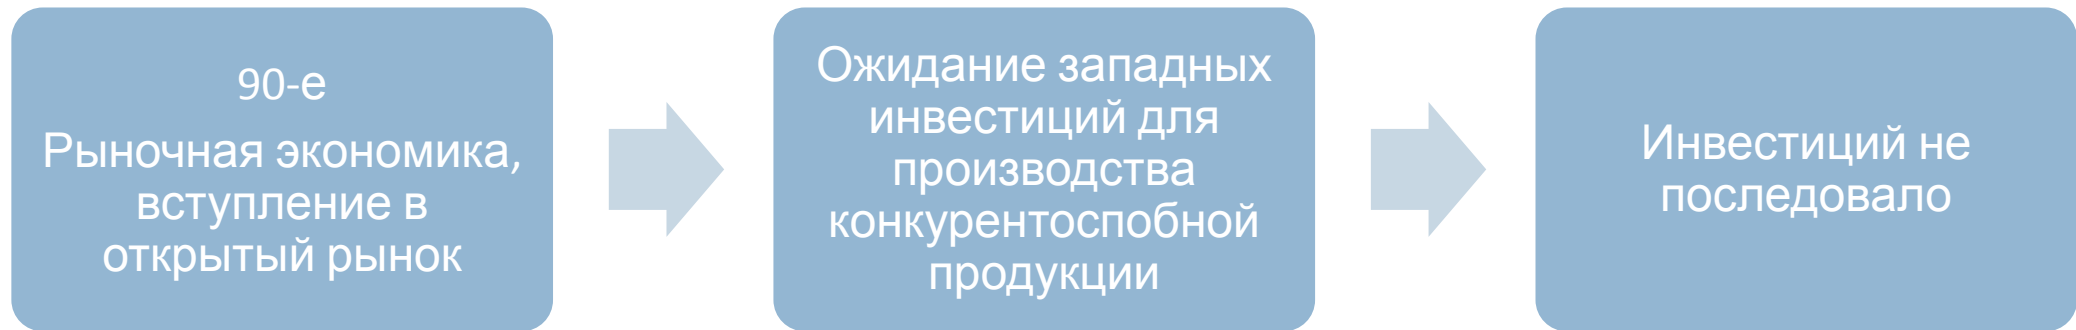 90-е
Рыночная экономика,
вступление в
открытый рынок
Ожидание западных
инвестиций для
производства
конкурентоспобной
продукции
Инвестиций не
последовало